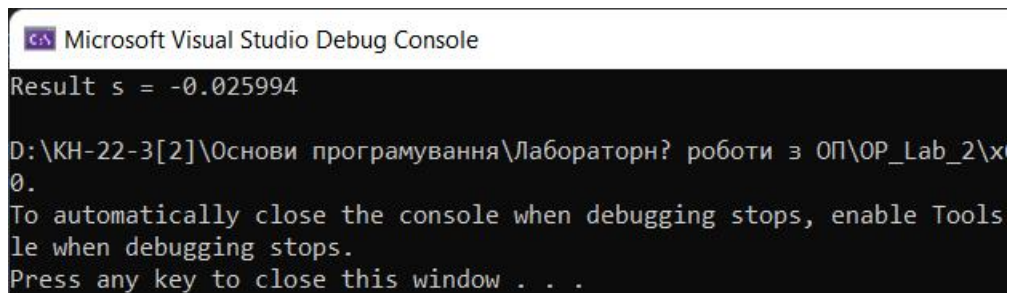 Microsoft Visual Studio Debug Console
Result s = -0.025994
D:\КН-22-3[2]\Основи програмування\Лабораторн? роботи з ОП\OP_Lab_2\x
0.
To automatically close the console when debugging stops, enable Tools
le when debugging stops.
Press any key to close this window . . .